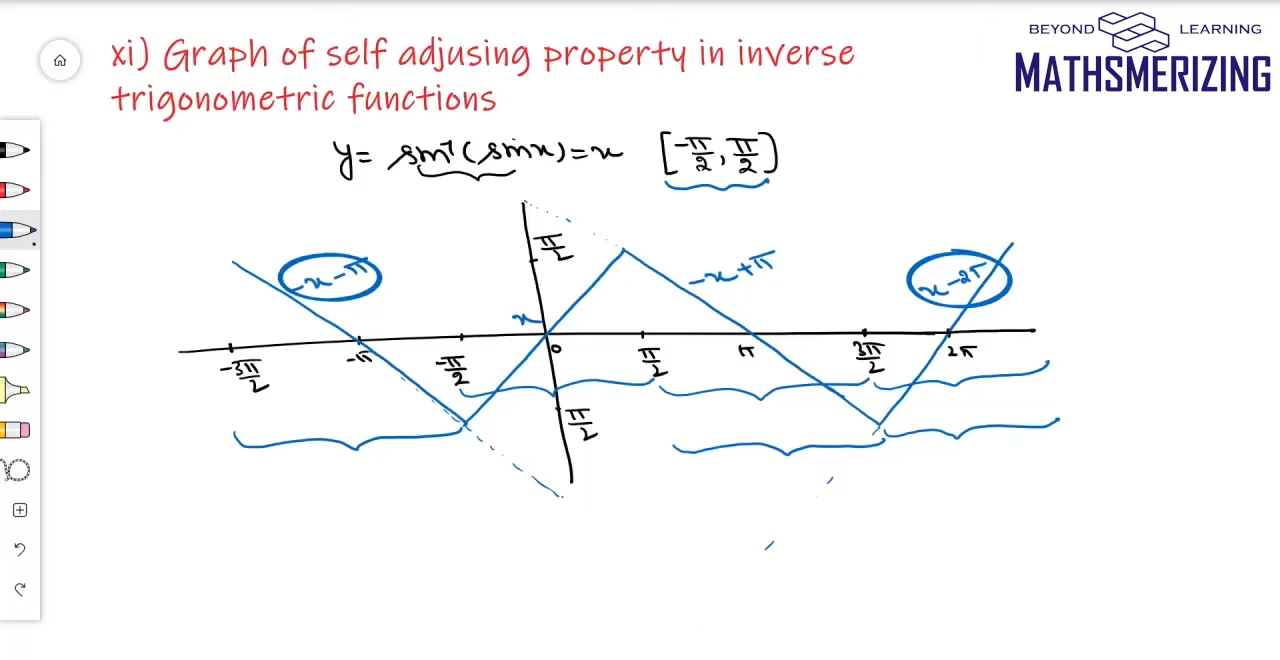 BEYOND LEARNING
MATHSMERIZING
xi) Graph of self adjusing property in inverse
trigonometric functions
y = sin⁻¹(sinx) = x [-π/2, π/2]
π/2
-x-π
-x+π
x-2π
x
-3π/2 -π -π/2 0 π/2 π 3π/2 2π
π/2